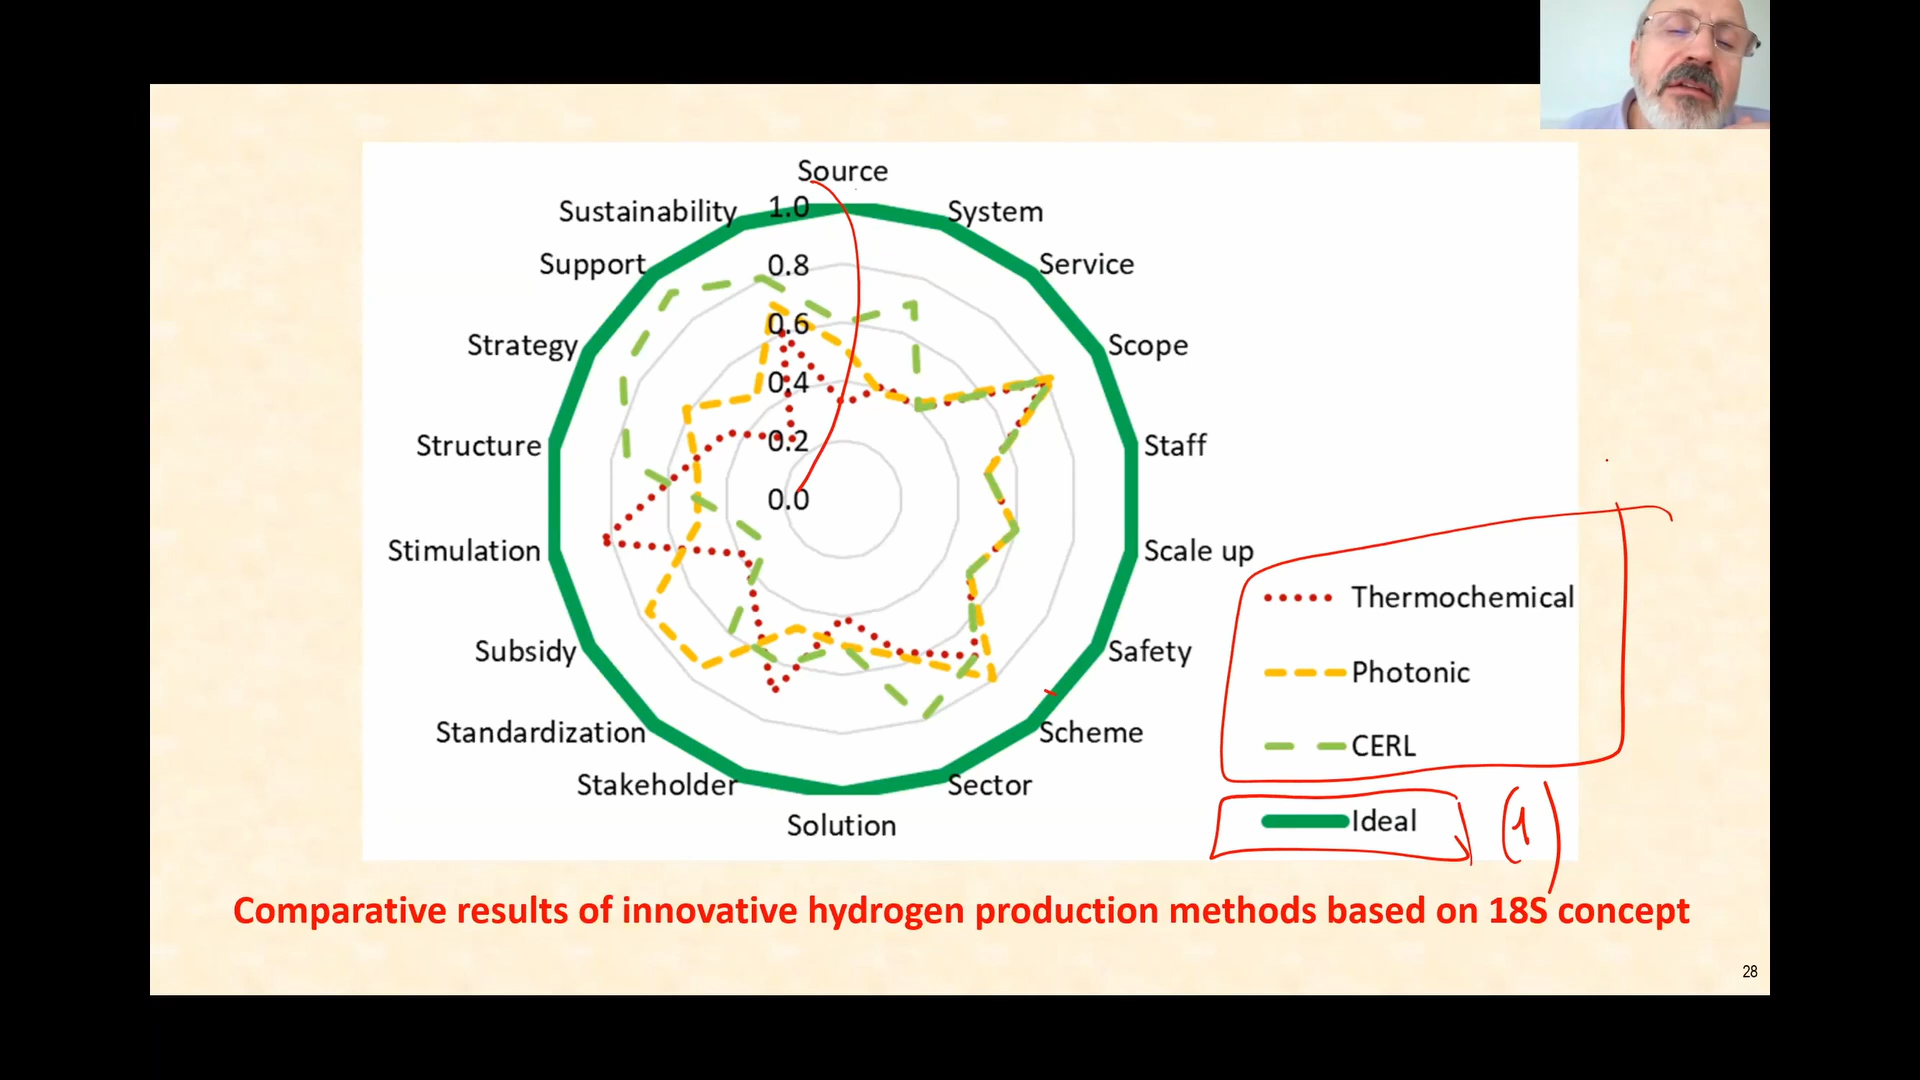 Source
Sustainability 1.0 System
Support 0.8 Service
0.6
Strategy Scope
0.4
Structure 0.2 Staff
0.0
Stimulation Scale up
Thermochemical
Subsidy Safety
Photonic
Standardization Scheme
CERL
Stakeholder Sector
Solution Ideal (1)
Comparative results of innovative hydrogen production methods based on 18S concept
28